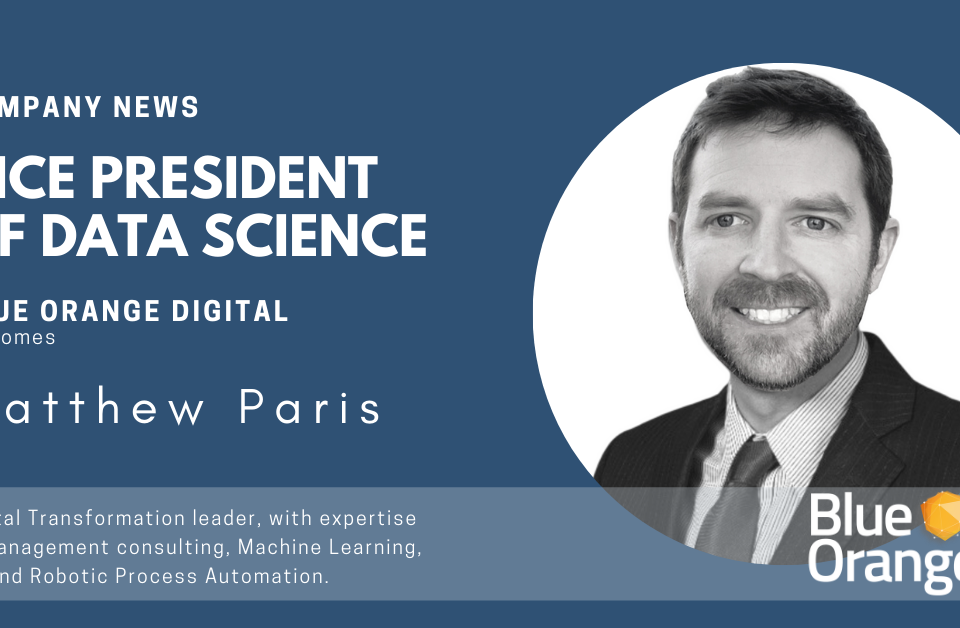 MPANY NEWS
ICE PRESIDENT
F DATA SCIENCE
UE ORANGE DIGITAL
omes
atthew Paris
tal Transformation leader, with expertise
anagement consulting, Machine Learning,
nd Robotic Process Automation.
Blue
Orange